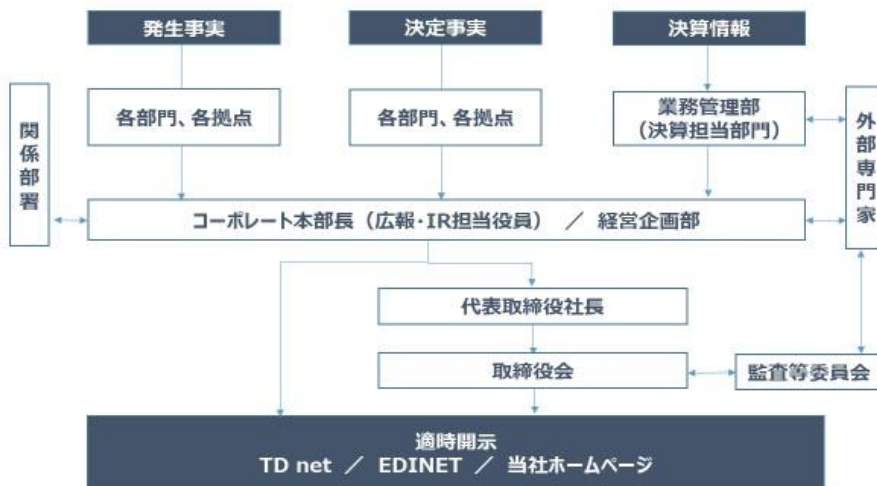 発生事実
決定事実
決算情報
関係部署
各部門、各拠点
各部門、各拠点
業務管理部
（決算担当部門）
外部専門家
コーポレート本部長（広報・IR担当役員） ／ 経営企画部
代表取締役社長
取締役会
監査等委員会
適時開示
TD net ／ EDINET ／ 当社ホームページ